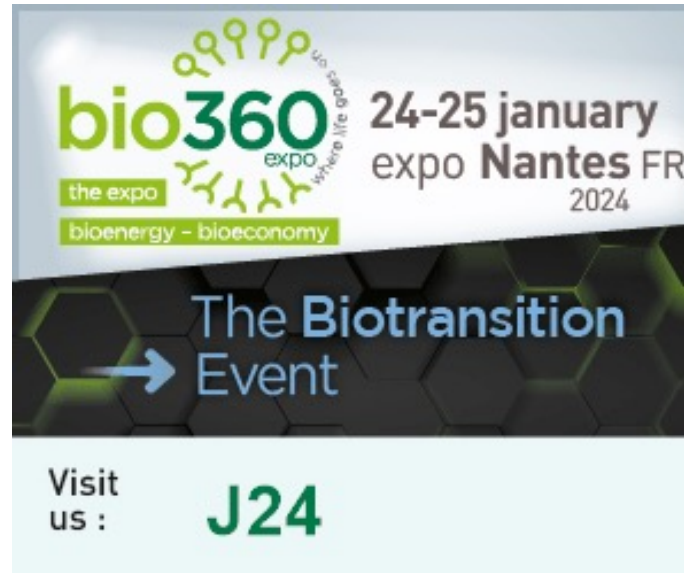 bio360
expo
where life goes on
the expo
bioenergy – bioeconomy
24-25 january
expo Nantes FR
2024
The Biotransition
Event
Visit
us :
J24